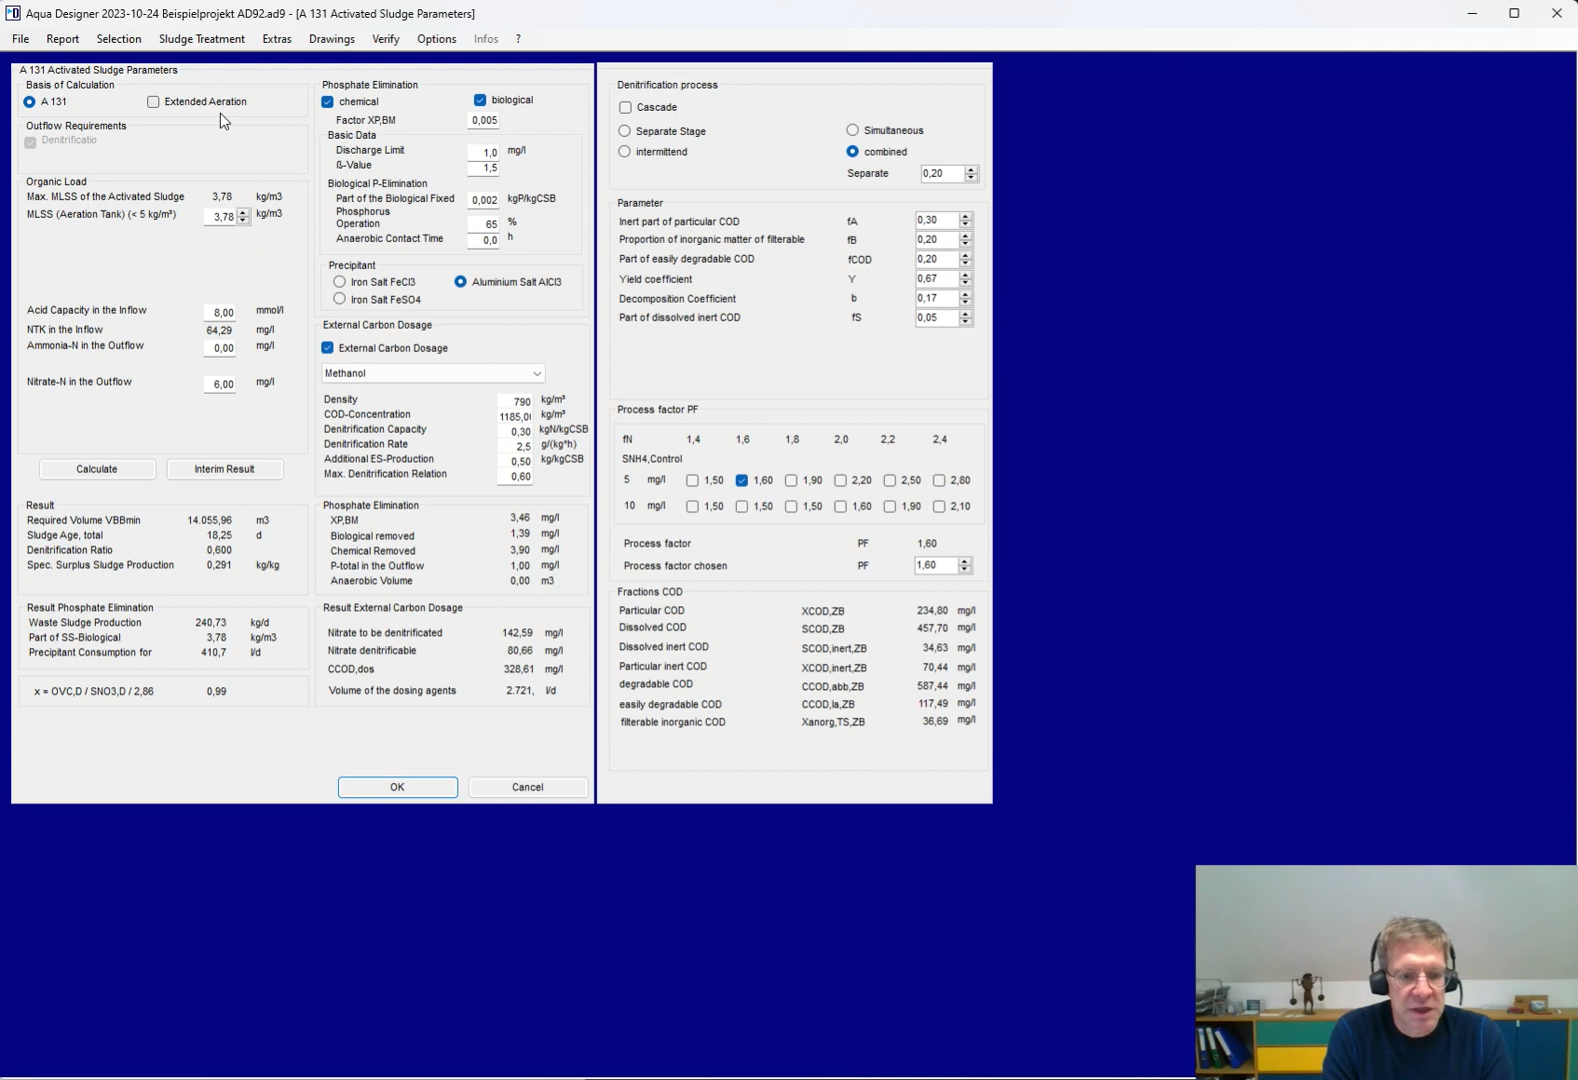 Aqua Designer 2023-10-24 Beispielprojekt AD92.ad9 - [A 131 Activated Sludge Parameters]
File Report Selection Sludge Treatment Extras Drawings Verify Options Infos ?
A 131 Activated Sludge Parameters
Basis of Calculation
A 131 Extended Aeration
Outflow Requirements
Denitrificatio
Organic Load
Max. MLSS of the Activated Sludge 3,78 kg/m3
MLSS (Aeration Tank) (< 5 kg/m³) 3,78 kg/m3
Acid Capacity in the Inflow 8,00 mmol/l
NTK in the Inflow 64,29 mg/l
Ammonia-N in the Outflow 0,00 mg/l
Nitrate-N in the Outflow 6,00 mg/l
Calculate Interim Result
Result
Required Volume VBBmin 14.055,96 m3
Sludge Age, total 18,25 d
Denitrification Ratio 0,600
Spec. Surplus Sludge Production 0,291 kg/kg
Result Phosphate Elimination
Waste Sludge Production 240,73 kg/d
Part of SS-Biological 3,78 kg/m3
Precipitant Consumption for 410,7 l/d
x = OVC,D / SNO3,D / 2,86 0,99
Phosphate Elimination
chemical biological
Factor XP,BM 0,005
Basic Data
Discharge Limit 1,0 mg/l
ß-Value 1,5
Biological P-Elimination
Part of the Biological Fixed 0,002 kgP/kgCSB
Phosphorus
Operation 65 %
Anaerobic Contact Time 0,0 h
Precipitant
Iron Salt FeCl3 Aluminium Salt AlCl3
Iron Salt FeSO4
External Carbon Dosage
External Carbon Dosage
Methanol
Density 790 kg/m³
COD-Concentration 1185,0( kg/m³
Denitrification Capacity 0,30 kgN/kgCSB
Denitrification Rate 2,5 g/(kg*h)
Additional ES-Production 0,50 kg/kgCSB
Max. Denitrification Relation 0,60
Phosphate Elimination
XP,BM 3,46 mg/l
Biological removed 1,39 mg/l
Chemical Removed 3,90 mg/l
P-total in the Outflow 1,00 mg/l
Anaerobic Volume 0,00 m3
Result External Carbon Dosage
Nitrate to be denitrificated 142,59 mg/l
Nitrate denitrificable 80,66 mg/l
CCOD,dos 328,61 mg/l
Volume of the dosing agents 2.721, l/d
OK Cancel
Denitrification process
Cascade
Separate Stage Simultaneous
intermittend combined
Separate 0,20
Parameter
Inert part of particular COD fA 0,30
Proportion of inorganic matter of filterable fB 0,20
Part of easily degradable COD fCOD 0,20
Yield coefficient Y 0,67
Decomposition Coefficient b 0,17
Part of dissolved inert COD fS 0,05
Process factor PF
fN 1,4 1,6 1,8 2,0 2,2 2,4
SNH4,Control
5 mg/l 1,50 1,60 1,90 2,20 2,50 2,80
10 mg/l 1,50 1,50 1,50 1,60 1,90 2,10
Process factor PF 1,60
Process factor chosen PF 1,60
Fractions COD
Particular COD XCOD,ZB 234,80 mg/l
Dissolved COD SCOD,ZB 457,70 mg/l
Dissolved inert COD SCOD,inert,ZB 34,63 mg/l
Particular inert COD XCOD,inert,ZB 70,44 mg/l
degradable COD CCOD,abb,ZB 587,44 mg/l
easily degradable COD CCOD,la,ZB 117,49 mg/l
filterable inorganic COD Xanorg,TS,ZB 36,69 mg/l